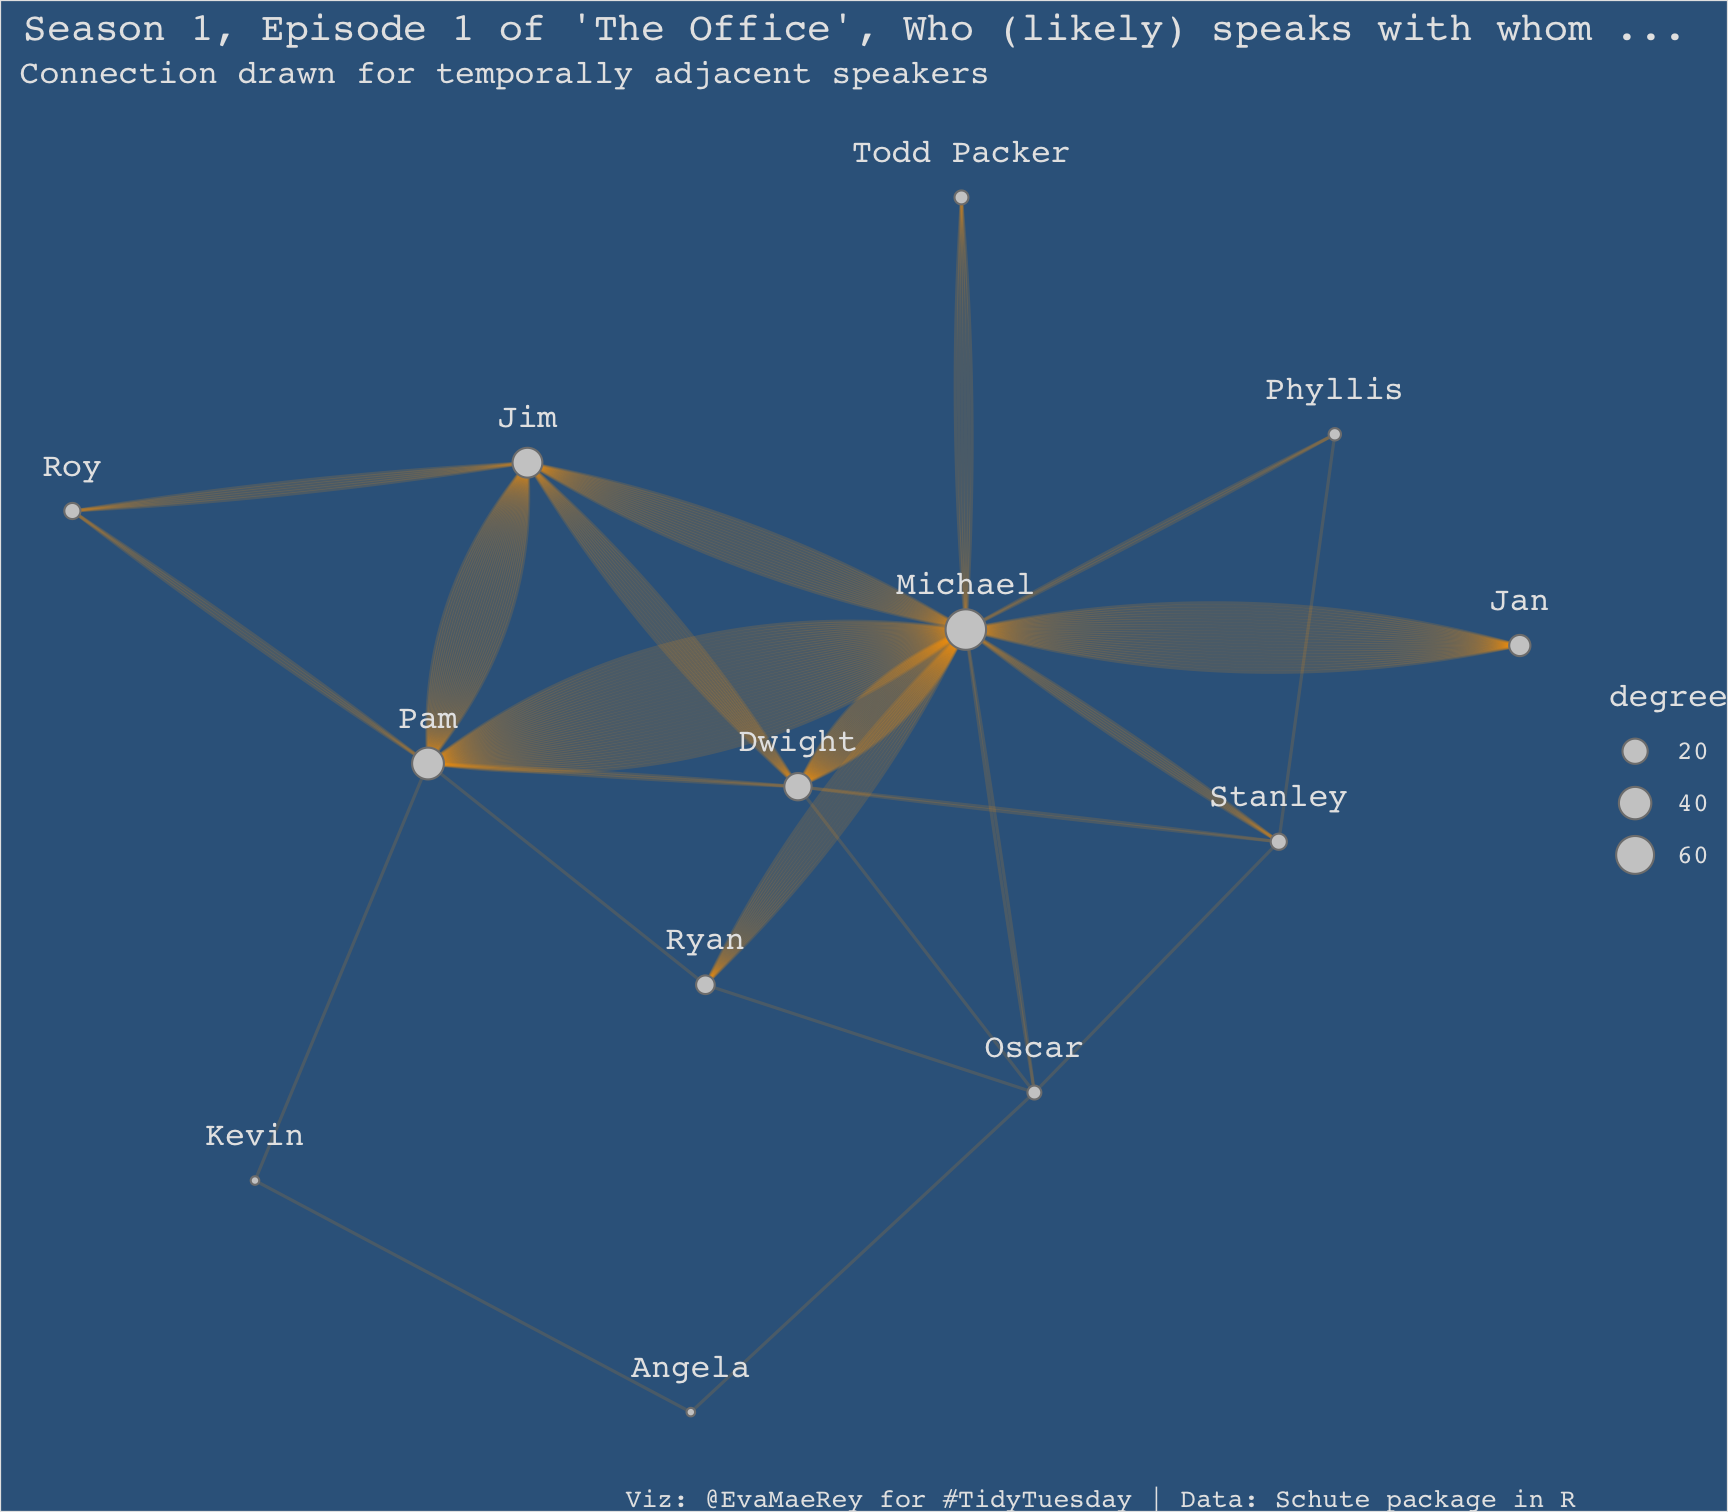 Season 1, Episode 1 of 'The Office', Who (likely) speaks with whom ...
Connection drawn for temporally adjacent speakers
Todd Packer
Phyllis
Jim
Roy
Michael
Jan
degree
Pam
Dwight
20
Stanley
40
60
Ryan
Oscar
Kevin
Angela
Viz: @EvaMaeRey for #TidyTuesday | Data: Schute package in R